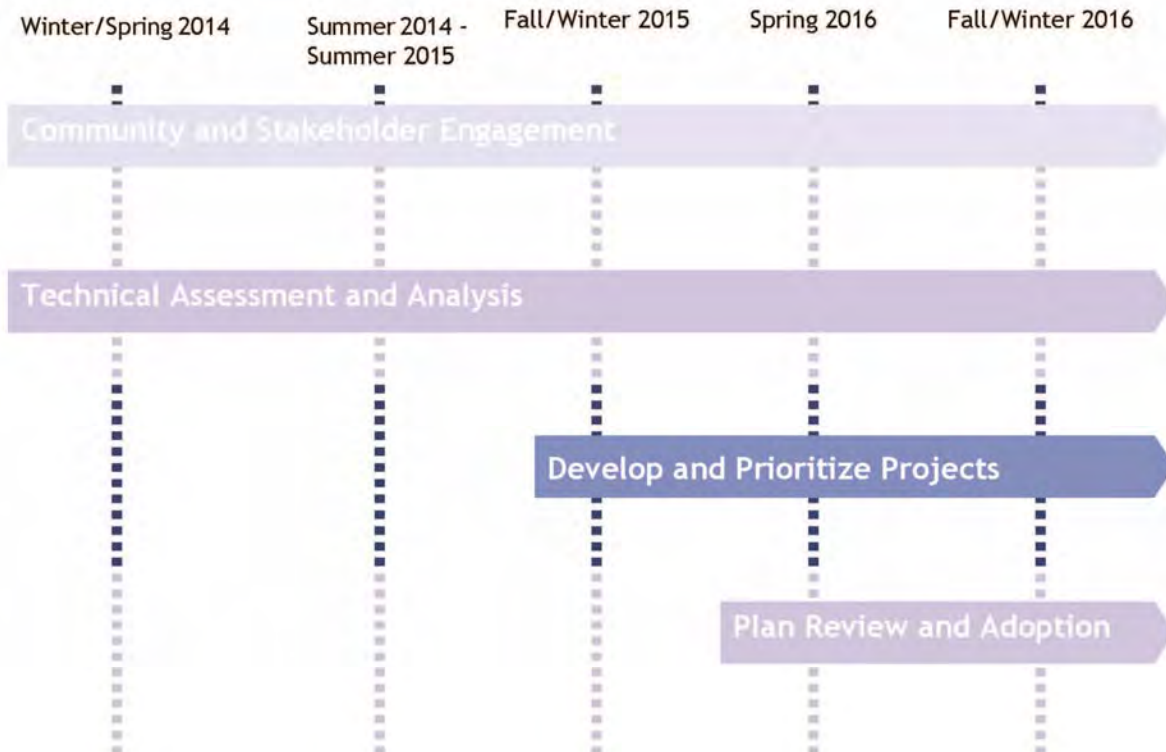 Winter/Spring 2014
Summer 2014 -
Summer 2015
Fall/Winter 2015
Spring 2016
Fall/Winter 2016
Community and Stakeholder Engagement
Technical Assessment and Analysis
Develop and Prioritize Projects
Plan Review and Adoption